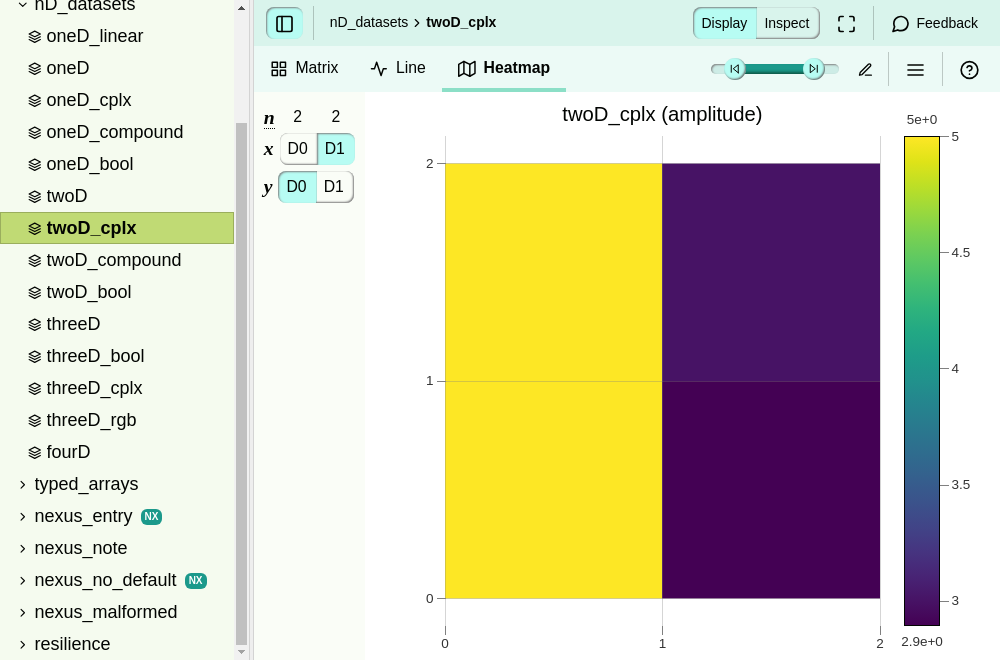 nD_datasets
oneD_linear
oneD
oneD_cplx
oneD_compound
oneD_bool
twoD
twoD_cplx
twoD_compound
twoD_bool
threeD
threeD_bool
threeD_cplx
threeD_rgb
fourD
typed_arrays
nexus_entry NX
nexus_note
nexus_no_default NX
nexus_malformed
resilience
nD_datasets › twoD_cplx
Display Inspect
Feedback
Matrix Line Heatmap
n 2 2
x D0 D1
y D0 D1
twoD_cplx (amplitude)
2
1
0
0 1 2
5e+0
5
4.5
4
3.5
3
2.9e+0